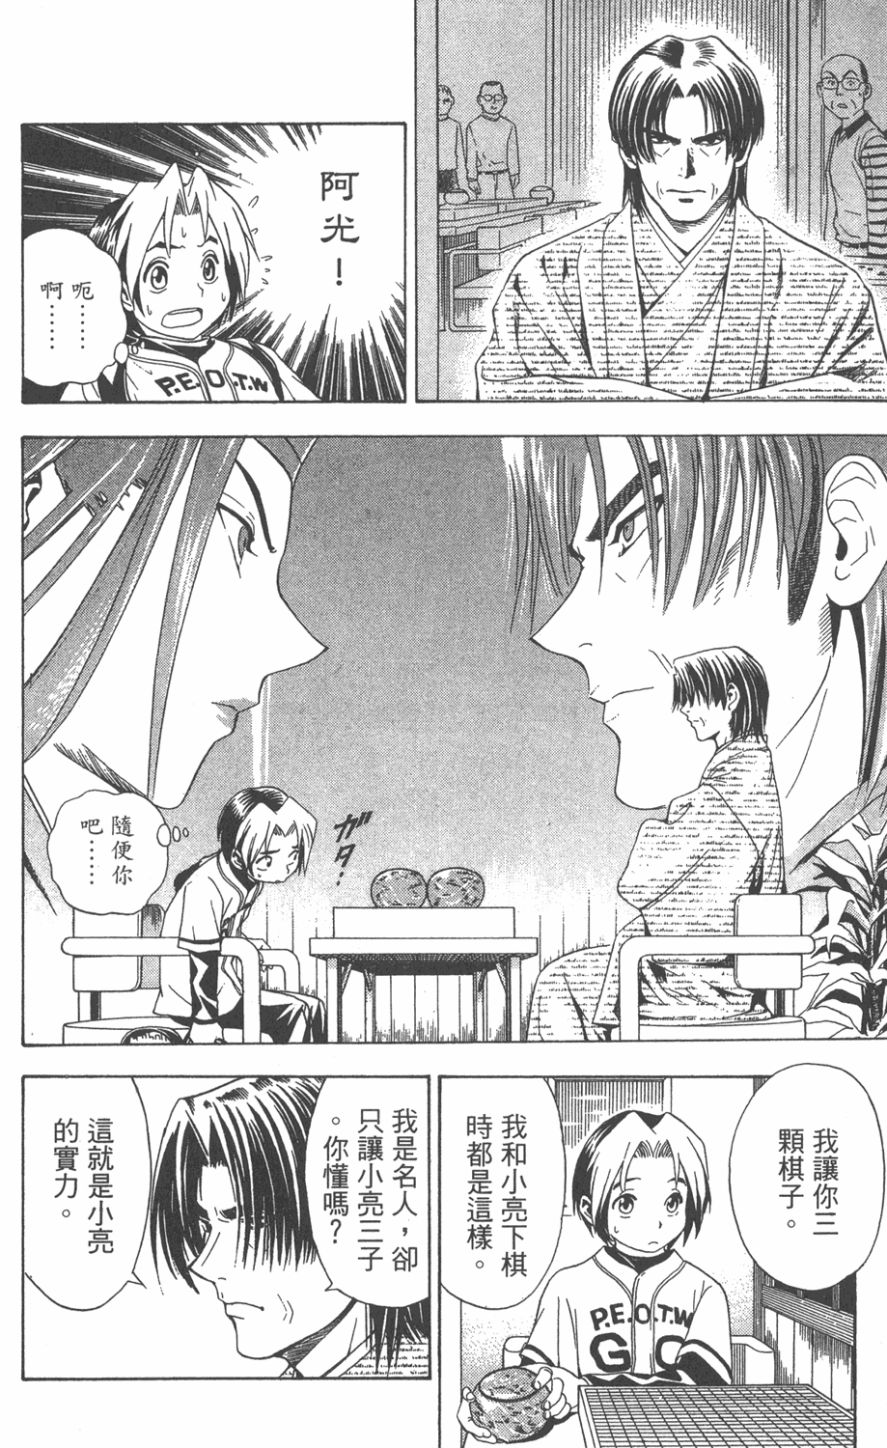 阿光！
呃……
啊……
P.E.O.T.W
ガタ…
隨便你
吧……
我讓你三
顆棋子。
P.E.O.T.W
GO
我和小亮下棋
時都是這樣。
我是名人，卻
只讓小亮三子
。你懂嗎？
這就是小亮
的實力。